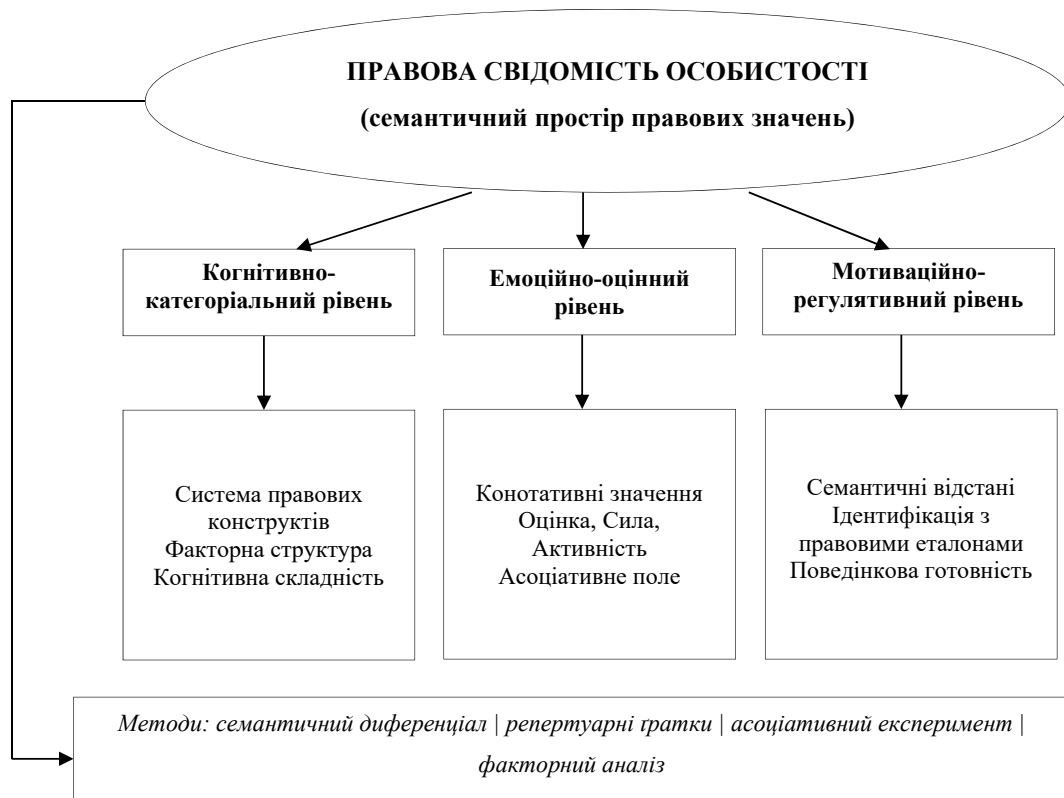 ПРАВОВА СВІДОМІСТЬ ОСОБИСТОСТІ
(семантичний простір правових значень)
Когнітивно-
категоріальний рівень
Емоційно-оцінний
рівень
Мотиваційно-
регулятивний рівень
Система правових
конструктів
Факторна структура
Когнітивна складність
Конотативні значення
Оцінка, Сила,
Активність
Асоціативне поле
Семантичні відстані
Ідентифікація з
правовими еталонами
Поведінкова готовність
Методи: семантичний диференціал | репертуарні ґратки | асоціативний експеримент |
факторний аналіз